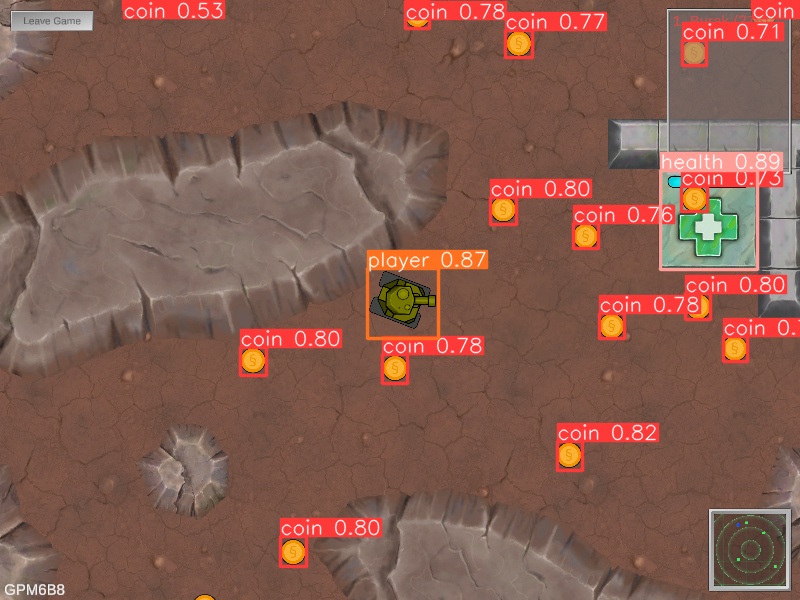 Leave Game
coin 0.53
coin 0.78
coin 0.77
coin
coin 0.71
health 0.89
coin 0.73
coin 0.80
coin 0.76
player 0.87
coin 0.80
coin 0.78
coin 0.
coin 0.80
coin 0.78
coin 0.82
coin 0.80
GPM6B8